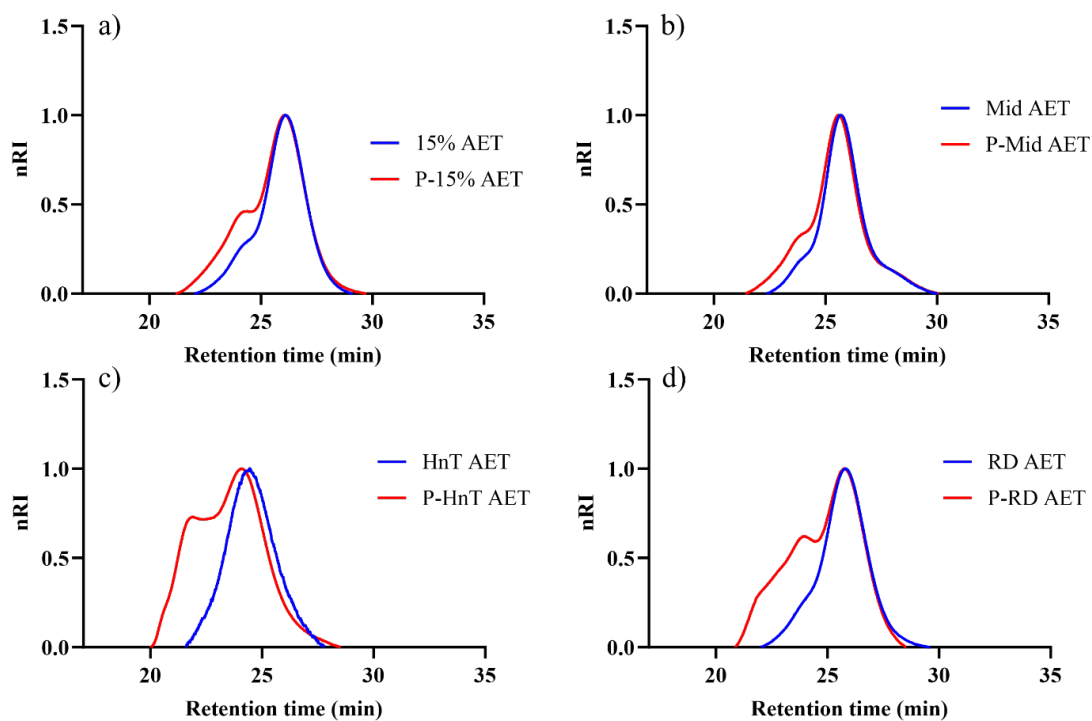 a)
1.5
1.0
0.5
0.0
nRI
20 25 30 35
Retention time (min)
15% AET
P-15% AET
b)
1.5
1.0
0.5
0.0
nRI
20 25 30 35
Retention time (min)
Mid AET
P-Mid AET
c)
1.5
1.0
0.5
0.0
nRI
20 25 30 35
Retention time (min)
HnT AET
P-HnT AET
d)
1.5
1.0
0.5
0.0
nRI
20 25 30 35
Retention time (min)
RD AET
P-RD AET